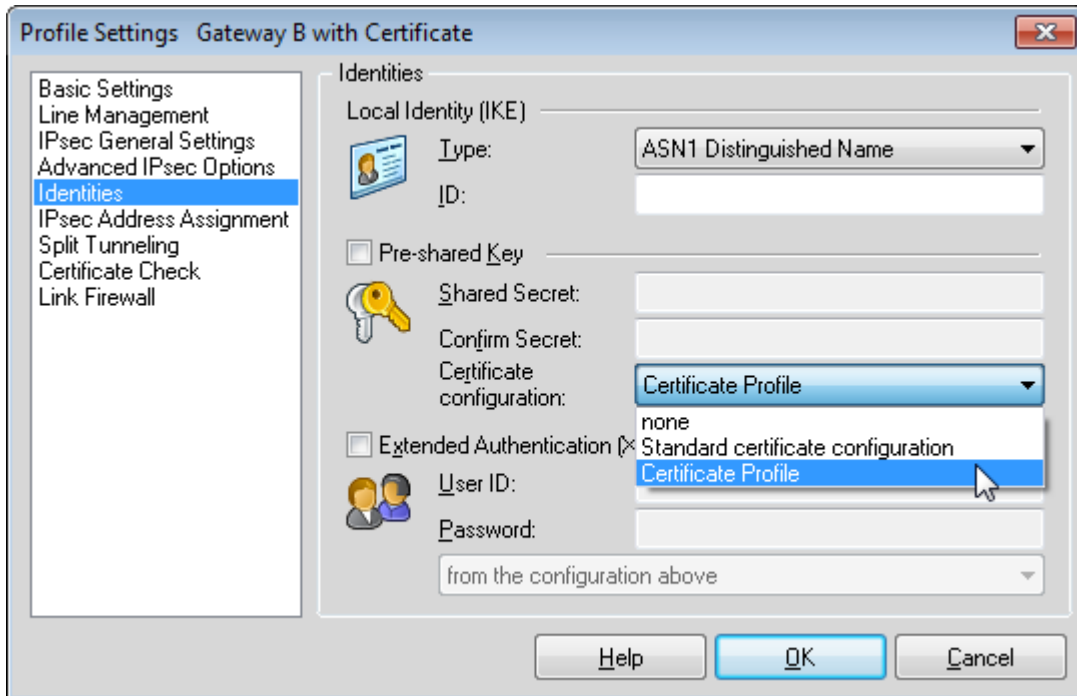 Profile Settings   Gateway B with Certificate
Basic Settings
Line Management
IPsec General Settings
Advanced IPsec Options
Identities
IPsec Address Assignment
Split Tunneling
Certificate Check
Link Firewall
Identities
Local Identity (IKE)
Type: ASN1 Distinguished Name
ID:
Pre-shared Key
Shared Secret:
Confirm Secret:
Certificate
configuration: Certificate Profile
none
Standard certificate configuration
Certificate Profile
Extended Authentication (X
User ID:
Password:
from the configuration above
Help OK Cancel